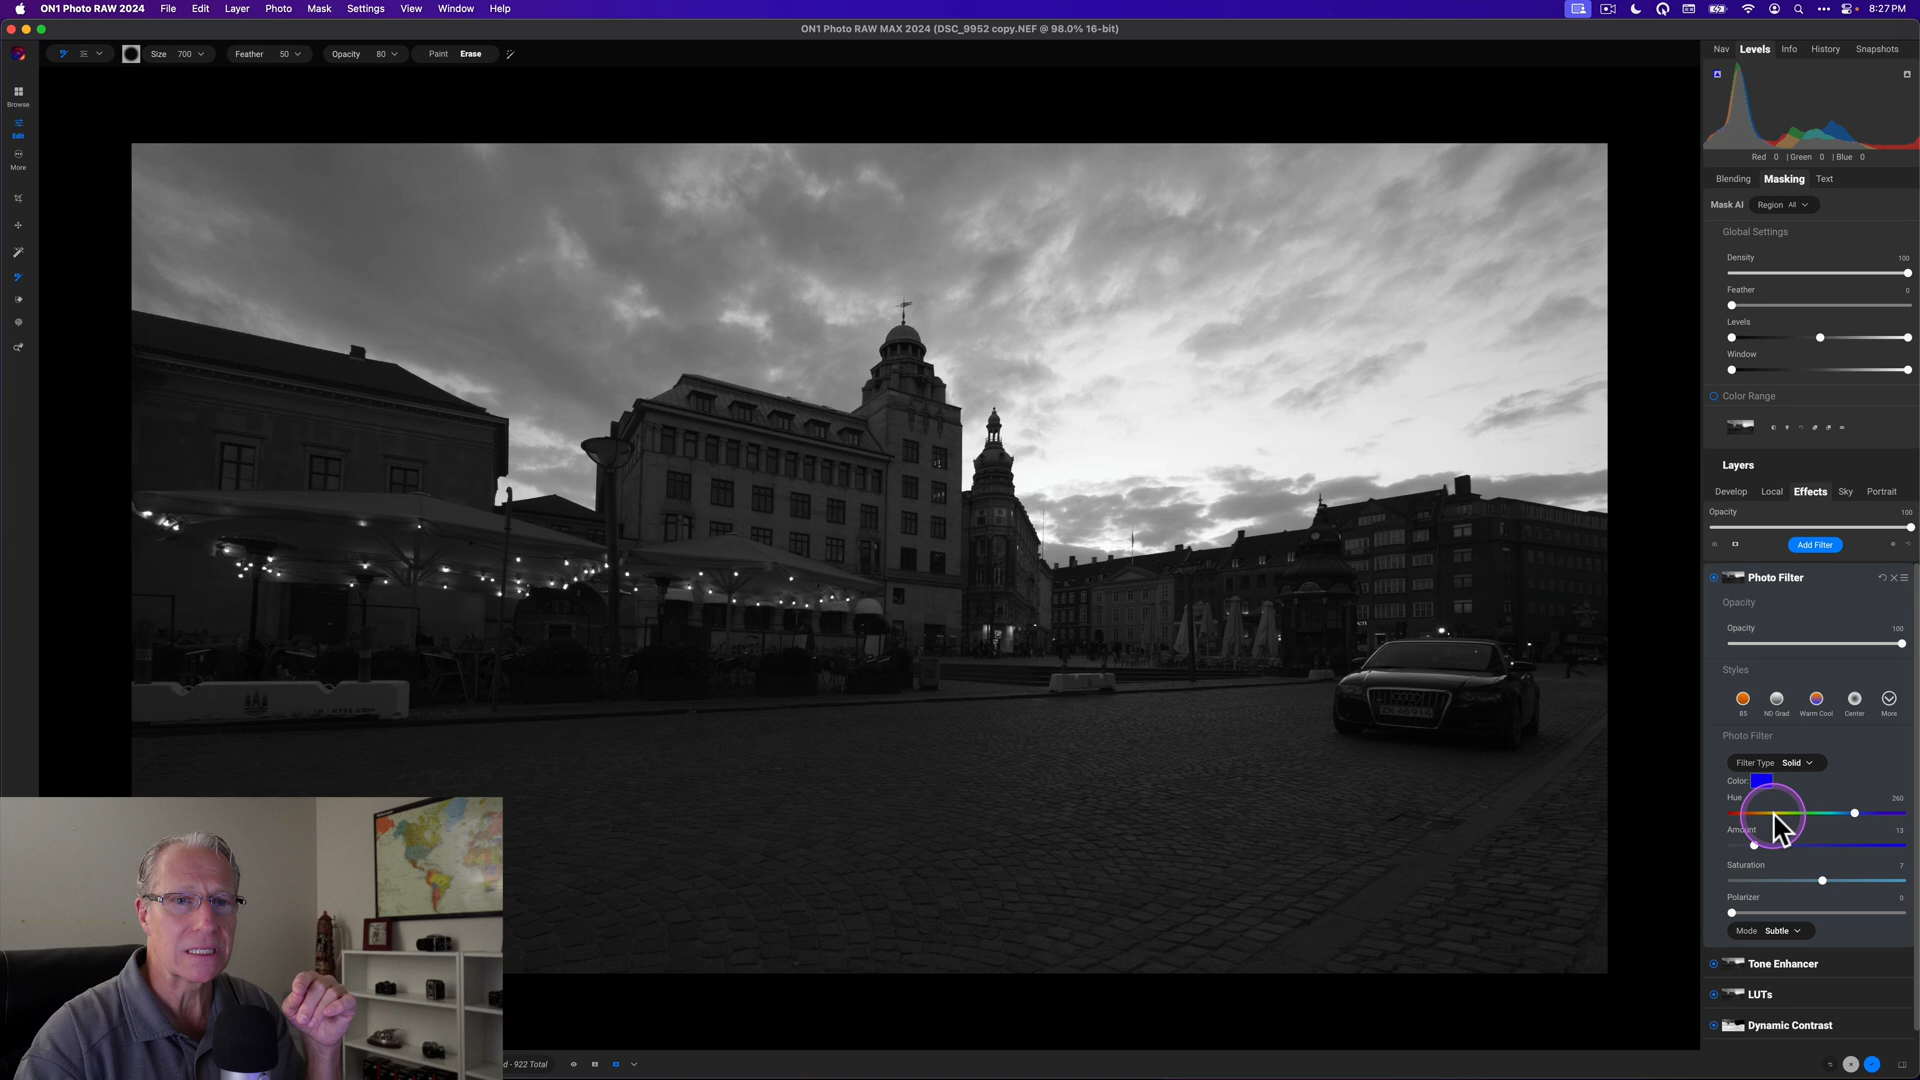 ON1 Photo RAW 2024 File Edit Layer Photo Mask Settings View Window Help 8:27 PM
ON1 Photo RAW MAX 2024 (DSC_9952 copy.NEF @ 98.0% 16-bit)
Size 700 Feather 50 Opacity 80 Paint Erase
Nav Levels Info History Snapshots
Browse
Edit
More
Red 0 | Green 0 | Blue 0
Blending Masking Text
Mask AI Region All
Global Settings
Density 100
Feather 0
Levels
Window
Color Range
Layers
Develop Local Effects Sky Portrait
Opacity 100
Add Filter
Photo Filter
Opacity
Opacity 100
Styles
85 ND Grad Warm Cool Center More
Photo Filter
Filter Type Solid
Color:
Hue 260
Amount 13
Saturation 7
Polarizer 0
Mode Subtle
Tone Enhancer
LUTs
Dynamic Contrast
d - 922 Total